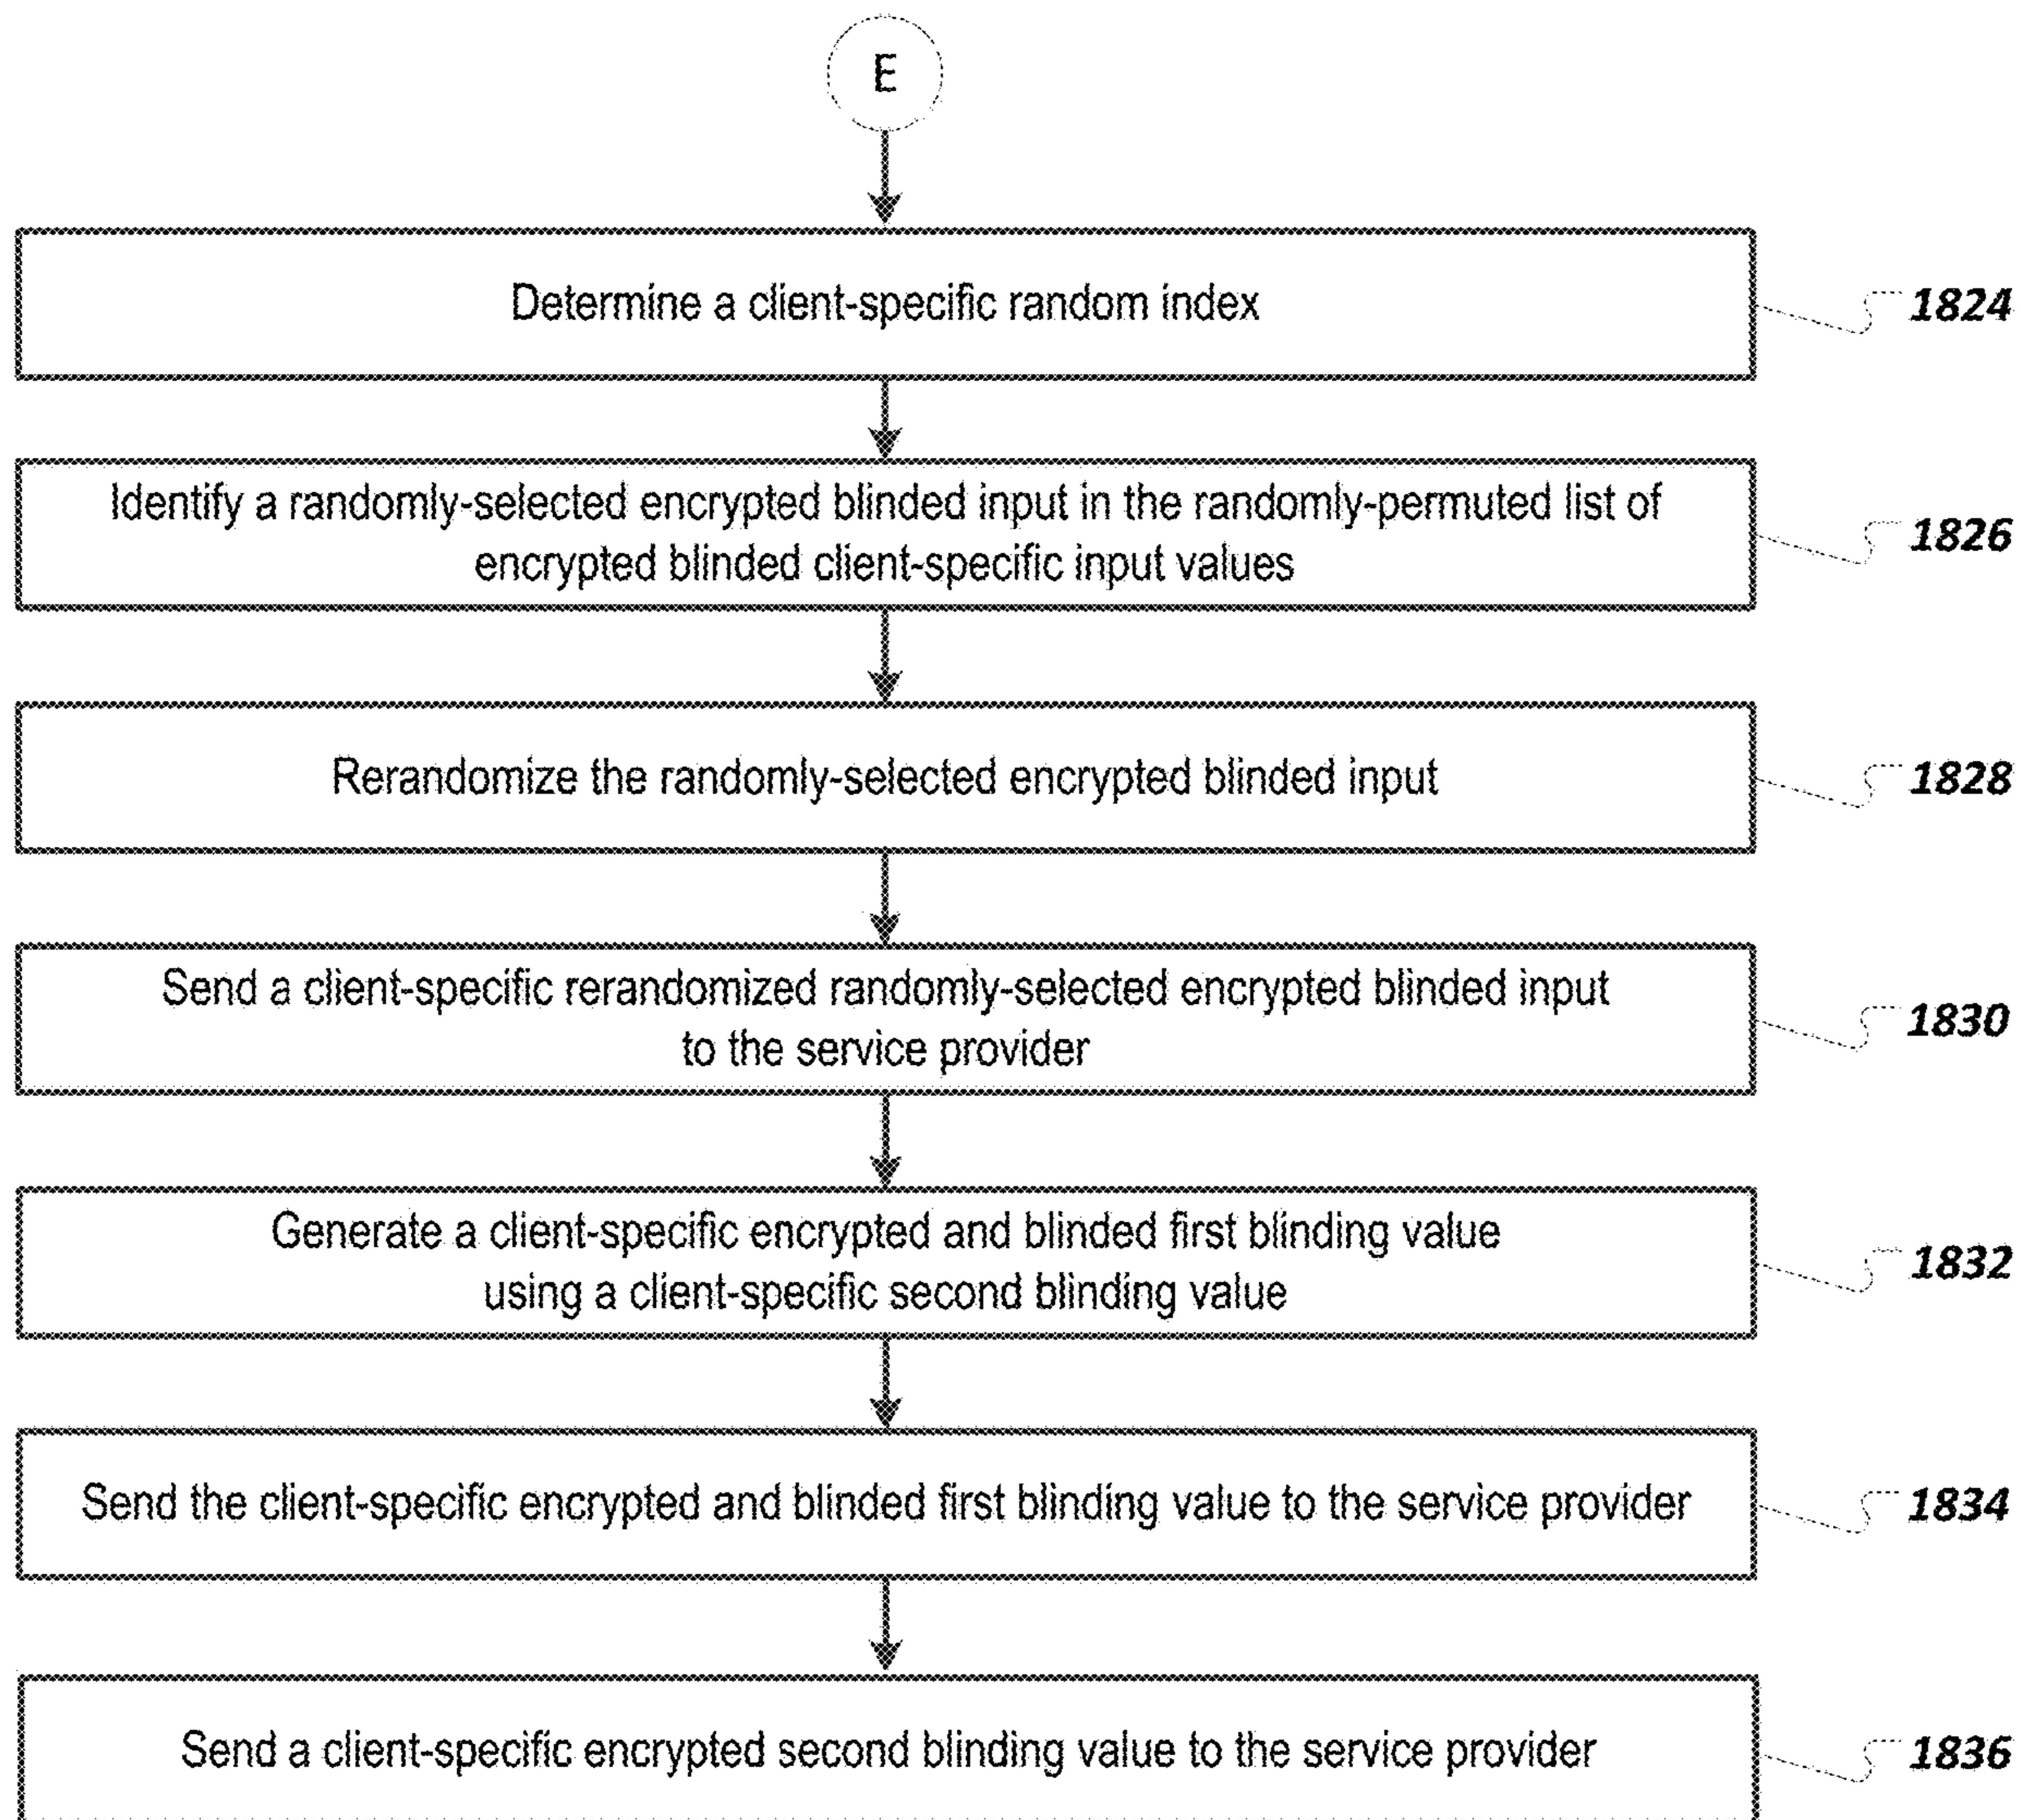 E
Determine a client-specific random index
1824
Identify a randomly-selected encrypted blinded input in the randomly-permuted list of
encrypted blinded client-specific input values
1826
Rerandomize the randomly-selected encrypted blinded input
1828
Send a client-specific rerandomized randomly-selected encrypted blinded input
to the service provider
1830
Generate a client-specific encrypted and blinded first blinding value
using a client-specific second blinding value
1832
Send the client-specific encrypted and blinded first blinding value to the service provider
1834
Send a client-specific encrypted second blinding value to the service provider
1836